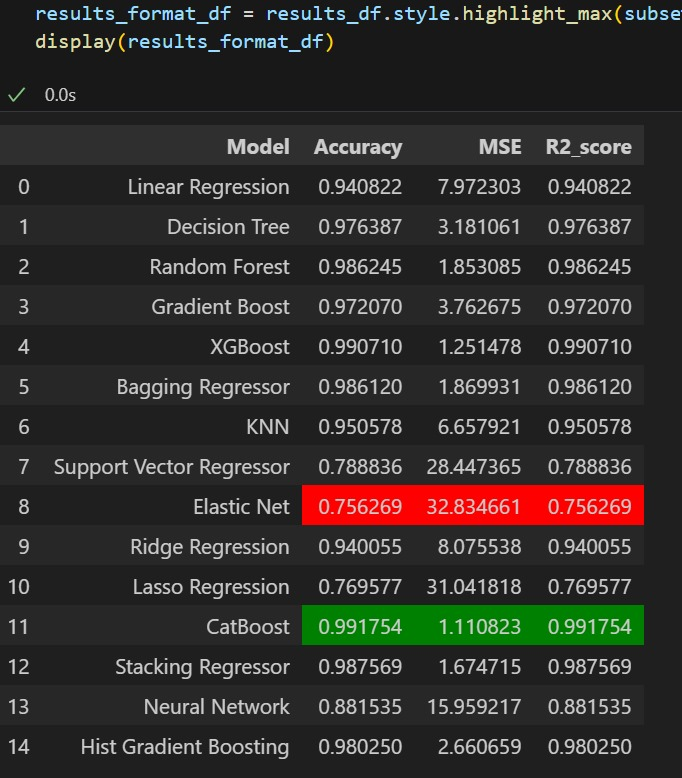 results_format_df = results_df.style.highlight_max(subset
display(results_format_df)
0.0s
Model Accuracy MSE R2_score
0 Linear Regression 0.940822 7.972303 0.940822
1 Decision Tree 0.976387 3.181061 0.976387
2 Random Forest 0.986245 1.853085 0.986245
3 Gradient Boost 0.972070 3.762675 0.972070
4 XGBoost 0.990710 1.251478 0.990710
5 Bagging Regressor 0.986120 1.869931 0.986120
6 KNN 0.950578 6.657921 0.950578
7 Support Vector Regressor 0.788836 28.447365 0.788836
8 Elastic Net 0.756269 32.834661 0.756269
9 Ridge Regression 0.940055 8.075538 0.940055
10 Lasso Regression 0.769577 31.041818 0.769577
11 CatBoost 0.991754 1.110823 0.991754
12 Stacking Regressor 0.987569 1.674715 0.987569
13 Neural Network 0.881535 15.959217 0.881535
14 Hist Gradient Boosting 0.980250 2.660659 0.980250